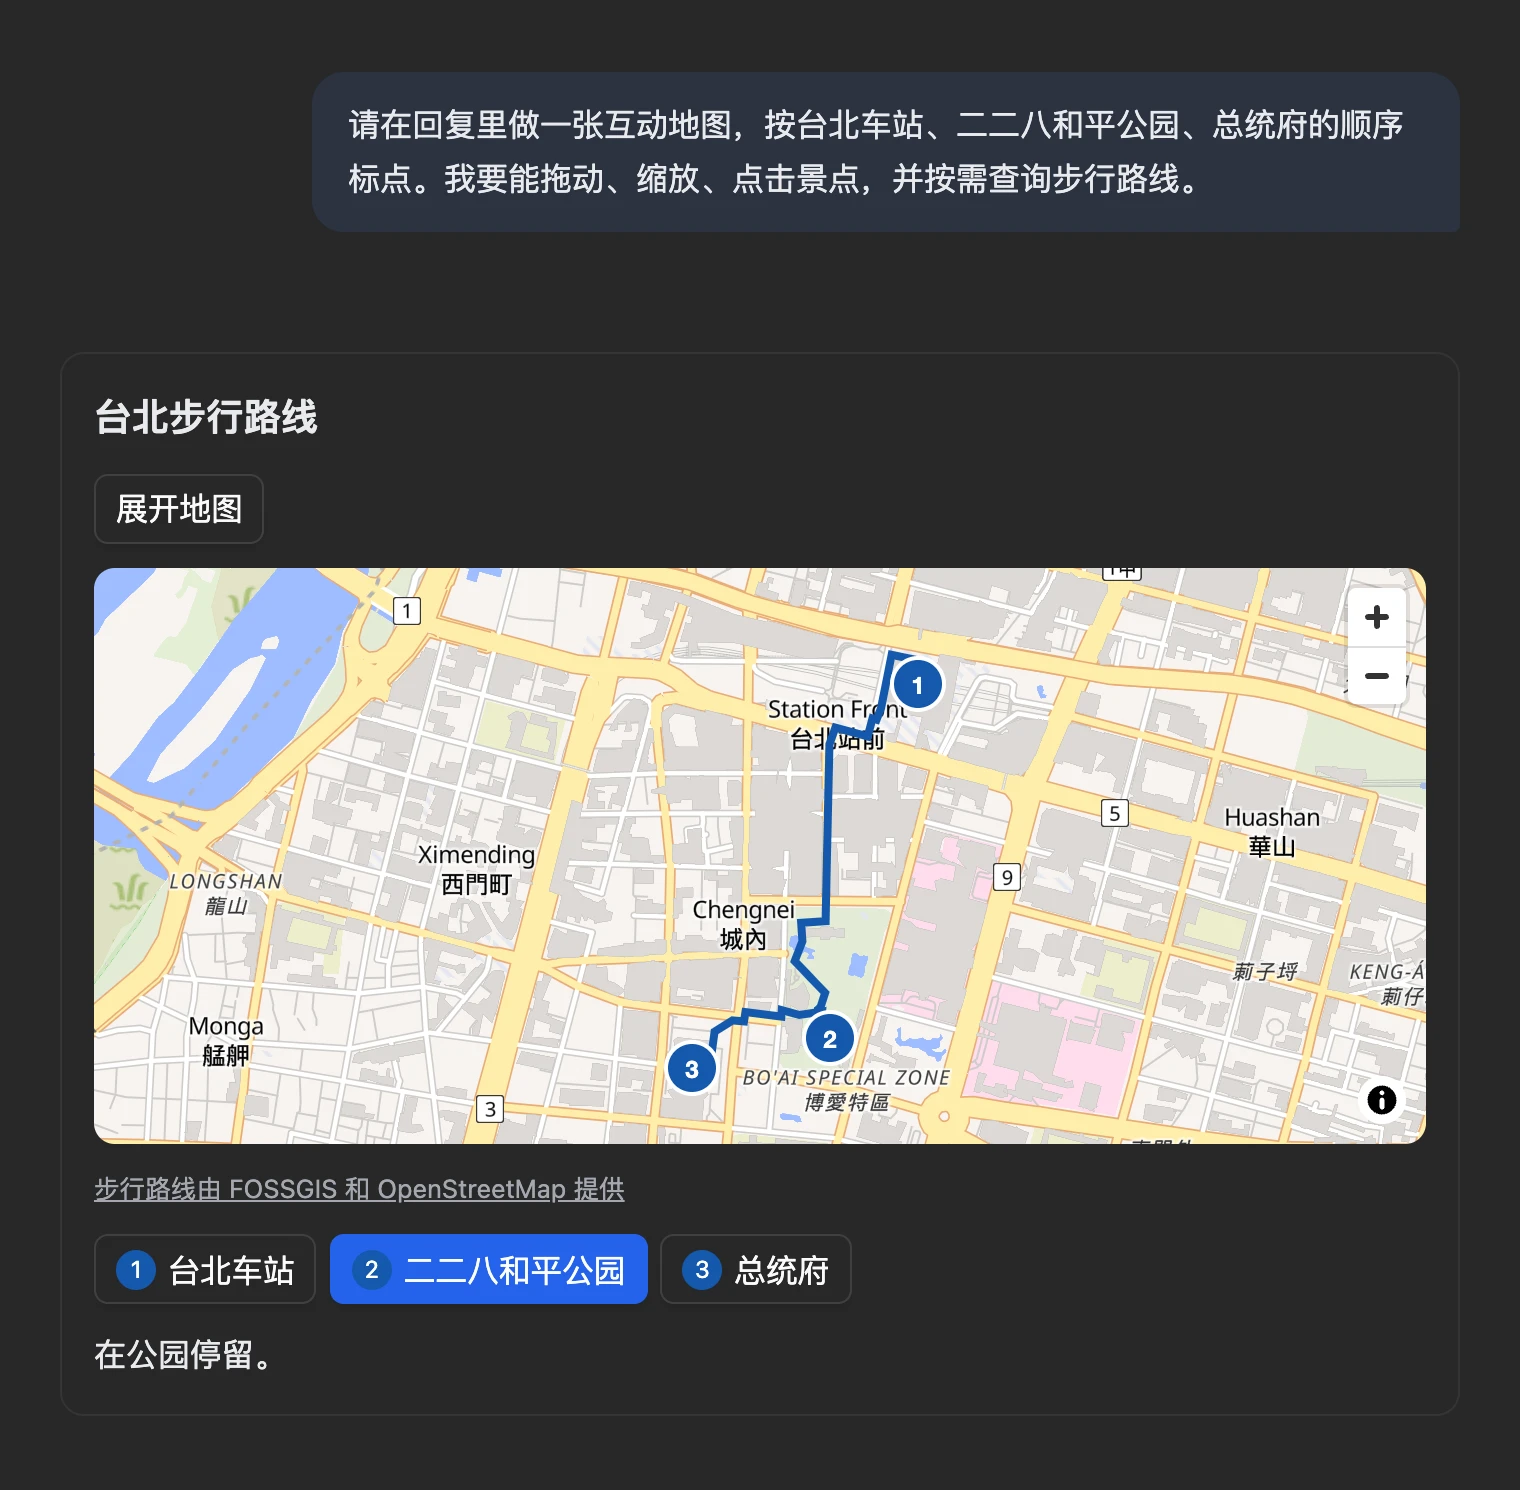 请在回复里做一张互动地图，按台北车站、二二八和平公园、总统府的顺序
标点。我要能拖动、缩放、点击景点，并按需查询步行路线。
台北步行路线
展开地图
1
+
−
1
Station Front
台北站前
5
Huashan
華山
Ximending
西門町
9
LONGSHAN
龍山
Chengnei
城內
莿子埒
Monga
艋舺
2
3
BO'AI SPECIAL ZONE
博愛特區
3
步行路线由 FOSSGIS 和 OpenStreetMap 提供
1 台北车站
2 二二八和平公园
3 总统府
在公园停留。